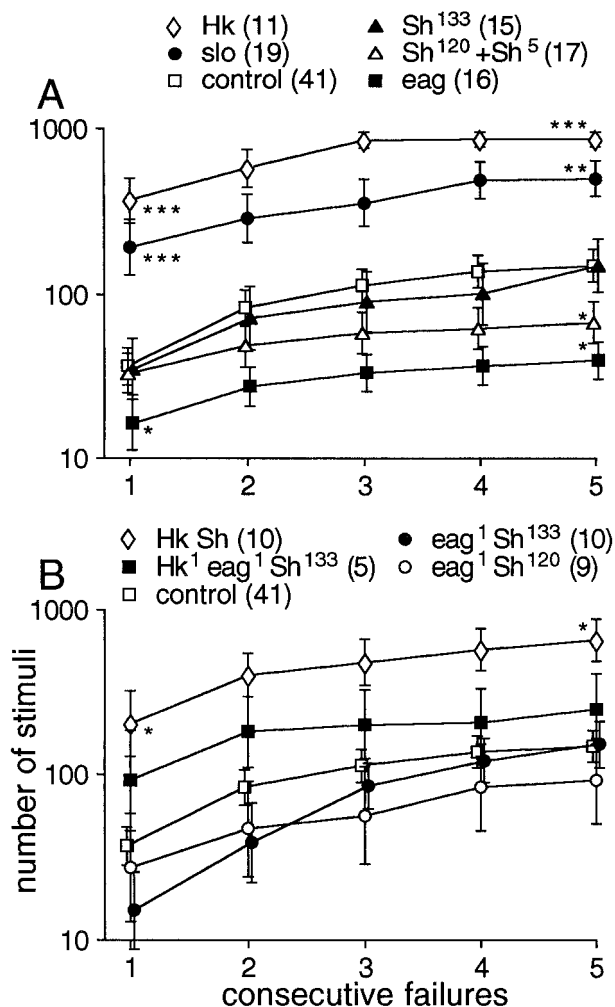 Hk (11)
Sh¹³³ (15)
slo (19)
Sh¹²⁰ +Sh⁵ (17)
control (41)
eag (16)
A
1000
***
**
***
***
100
*
*
*
10
1 2 3 4 5
B
Hk Sh (10)
eag¹ Sh¹³³ (10)
Hk¹ eag¹ Sh¹³³ (5)
eag¹ Sh¹²⁰ (9)
control (41)
1000
*
*
100
10
number of stimuli
1 2 3 4 5
consecutive failures